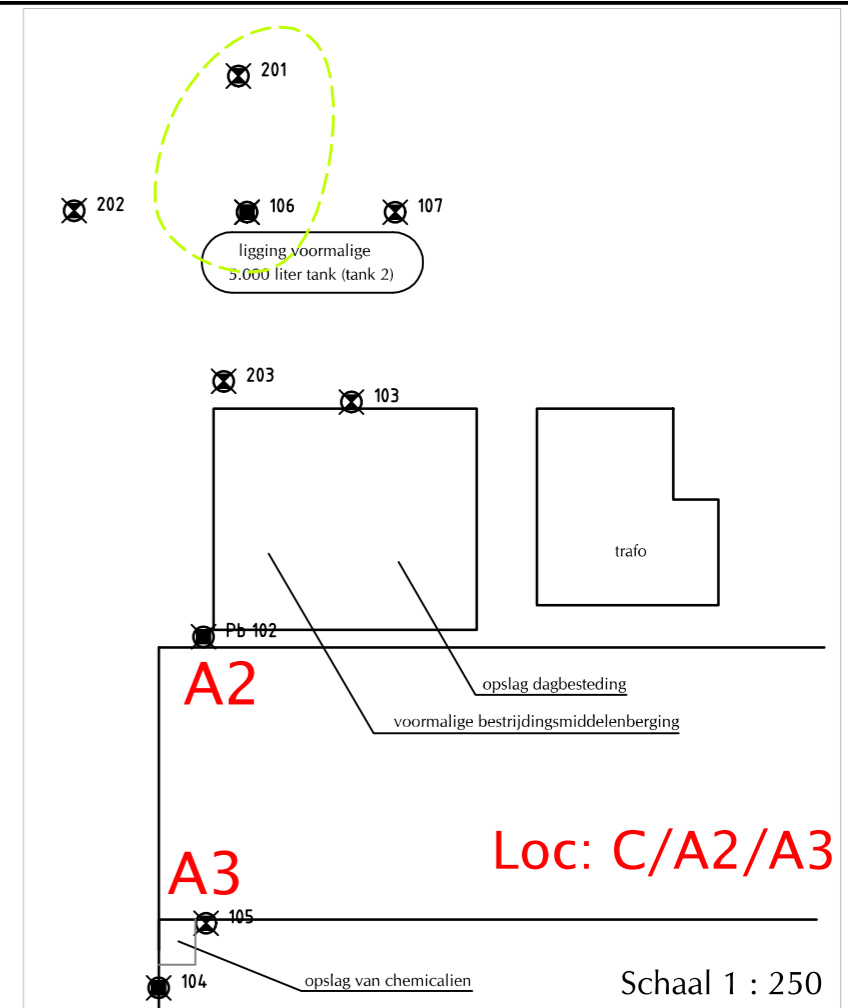 201
202
106
107
ligging voormalige
5.000 liter tank (tank 2)
203
103
trafo
Pb 102
A2
opslag dagbesteding
voormalige bestrijdingsmiddelenberging
Loc: C/A2/A3
A3
105
104
opslag van chemicalien
Schaal 1 : 250